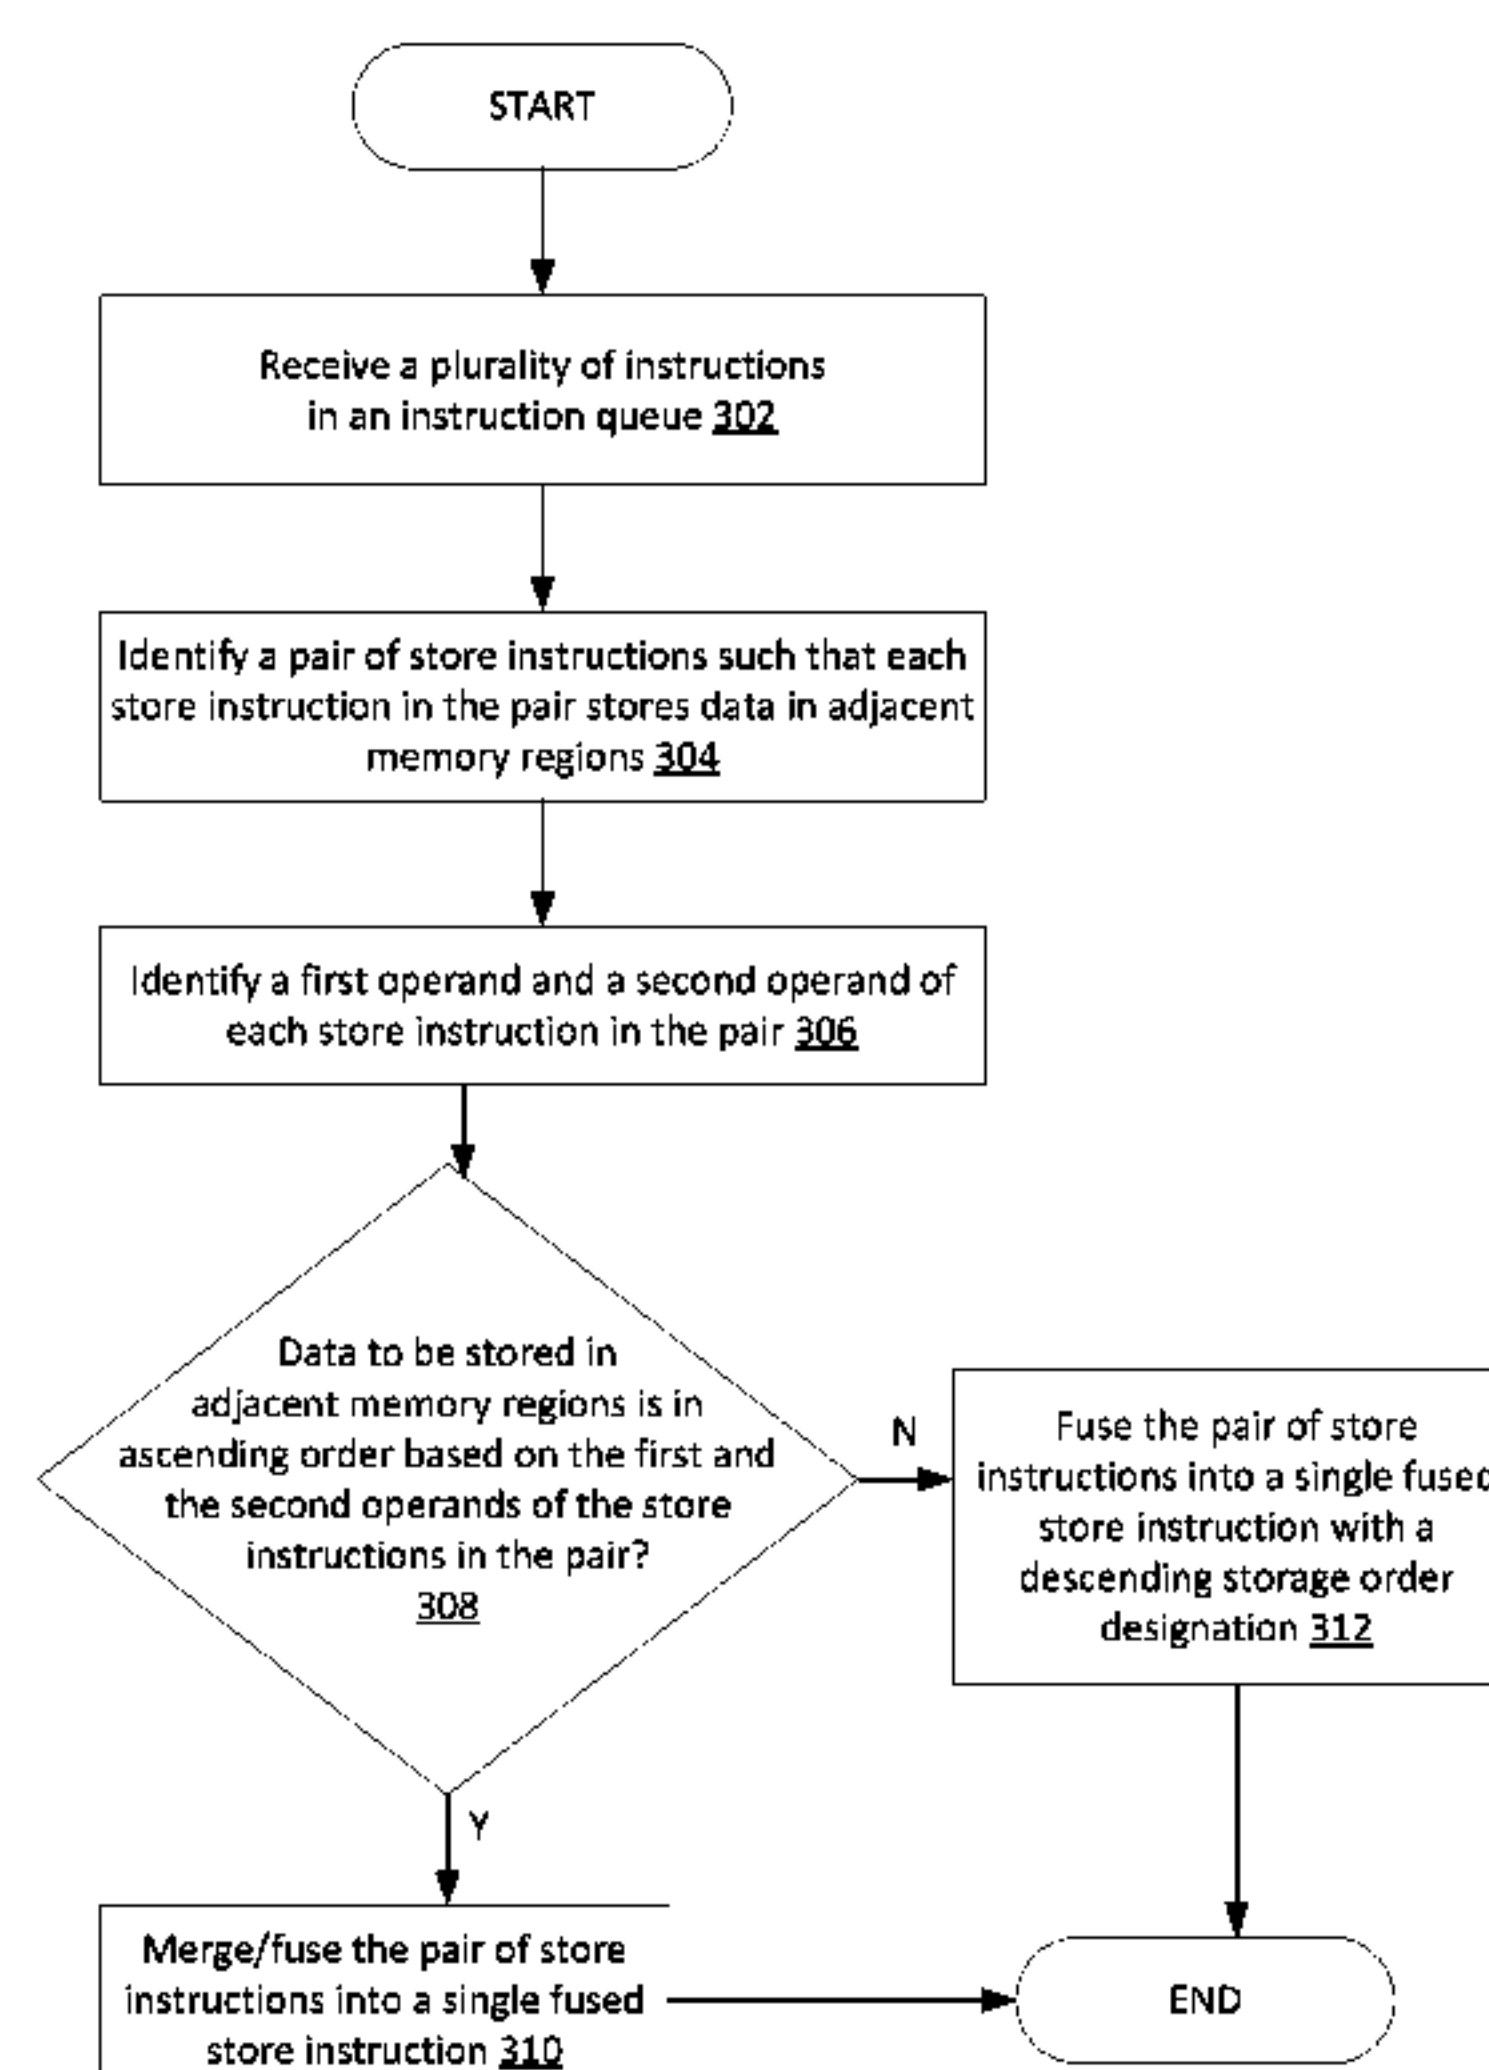 START
Receive a plurality of instructions
in an instruction queue 302
Identify a pair of store instructions such that each
store instruction in the pair stores data in adjacent
memory regions 304
Identify a first operand and a second operand of
each store instruction in the pair 306
Data to be stored in
adjacent memory regions is in
ascending order based on the first and
the second operands of the store
instructions in the pair?
308
N
Fuse the pair of store
instructions into a single fused
store instruction with a
descending storage order
designation 312
Y
Merge/fuse the pair of store
instructions into a single fused
store instruction 310
END